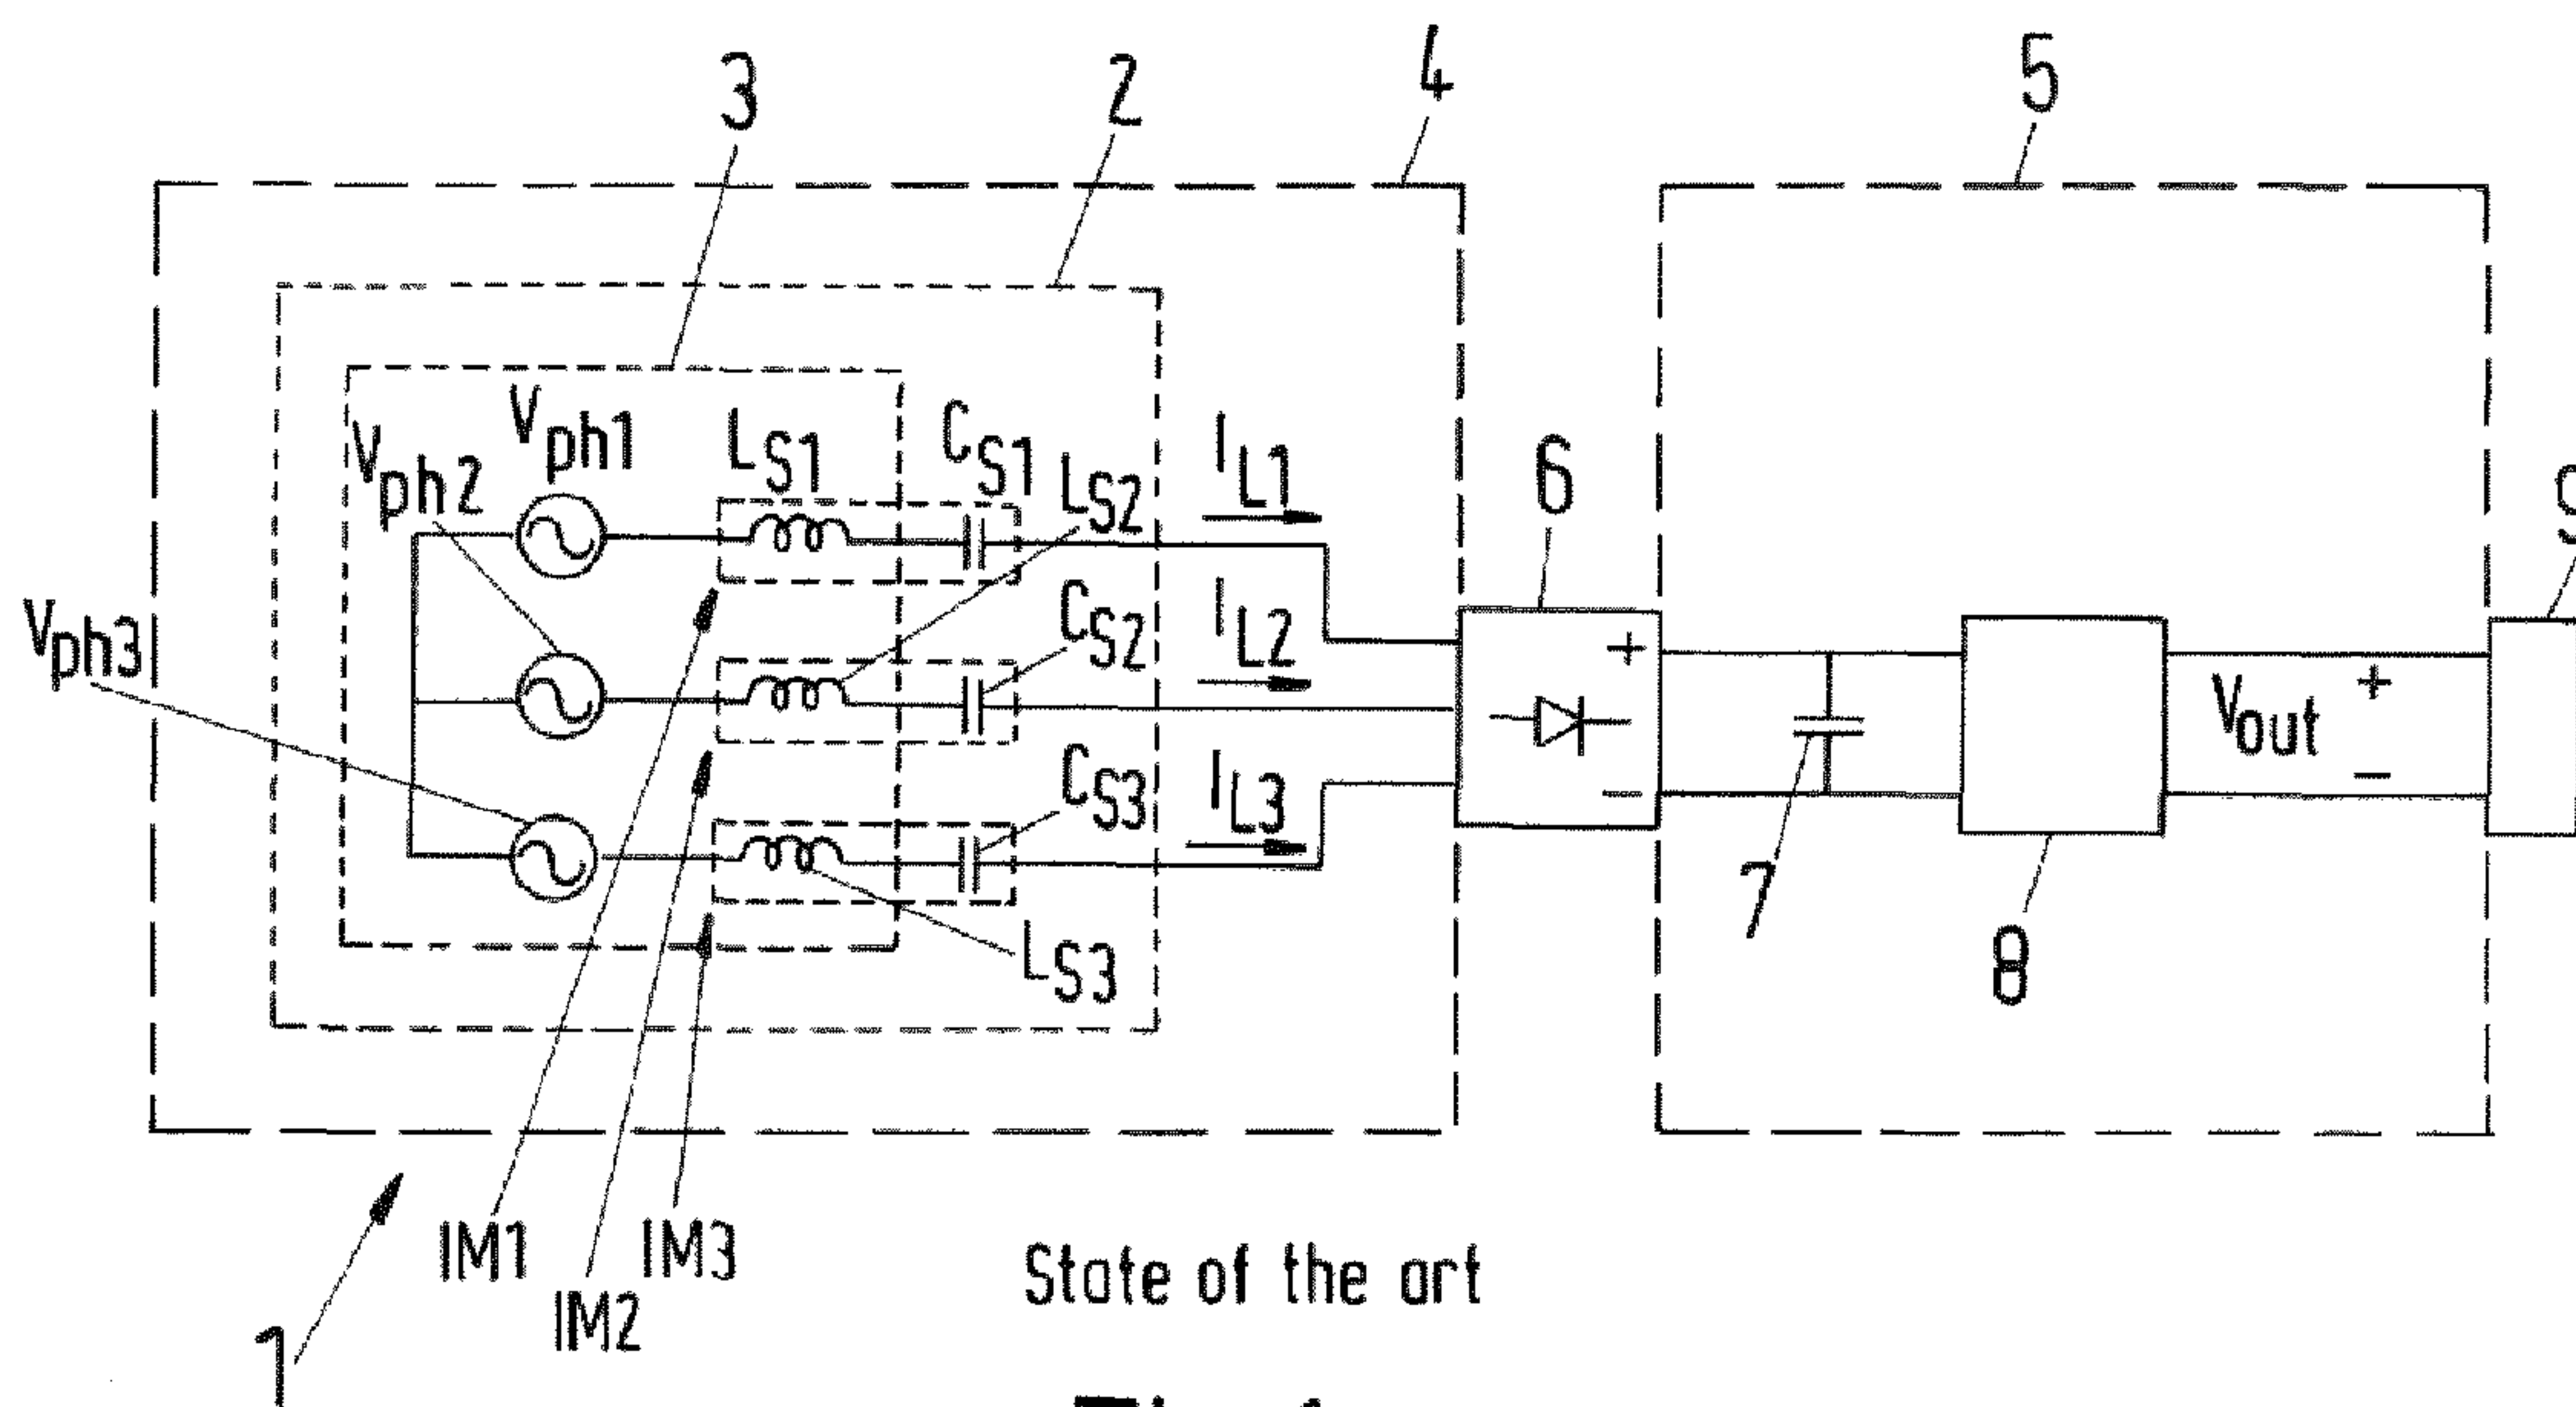 3
2
4
5
Vph1
Vph2
Vph3
LS1
CS1
LS2
CS2
CS3
LS3
IL1
IL2
IL3
6
+
−
7
8
Vout
+
−
9
IM1
IM2
IM3
1
State of the art